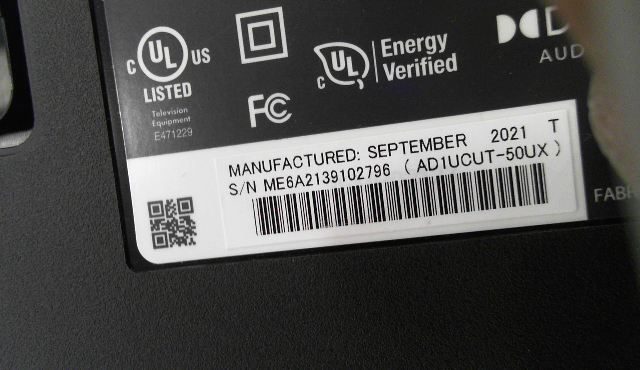 C UL US
LISTED
Television
Equipment
E471229
FC
C UL
Energy
Verified
AUD
MANUFACTURED: SEPTEMBER 2021 T
S/N ME6A2139102796 ( AD1UCUT-50UX )
FABR